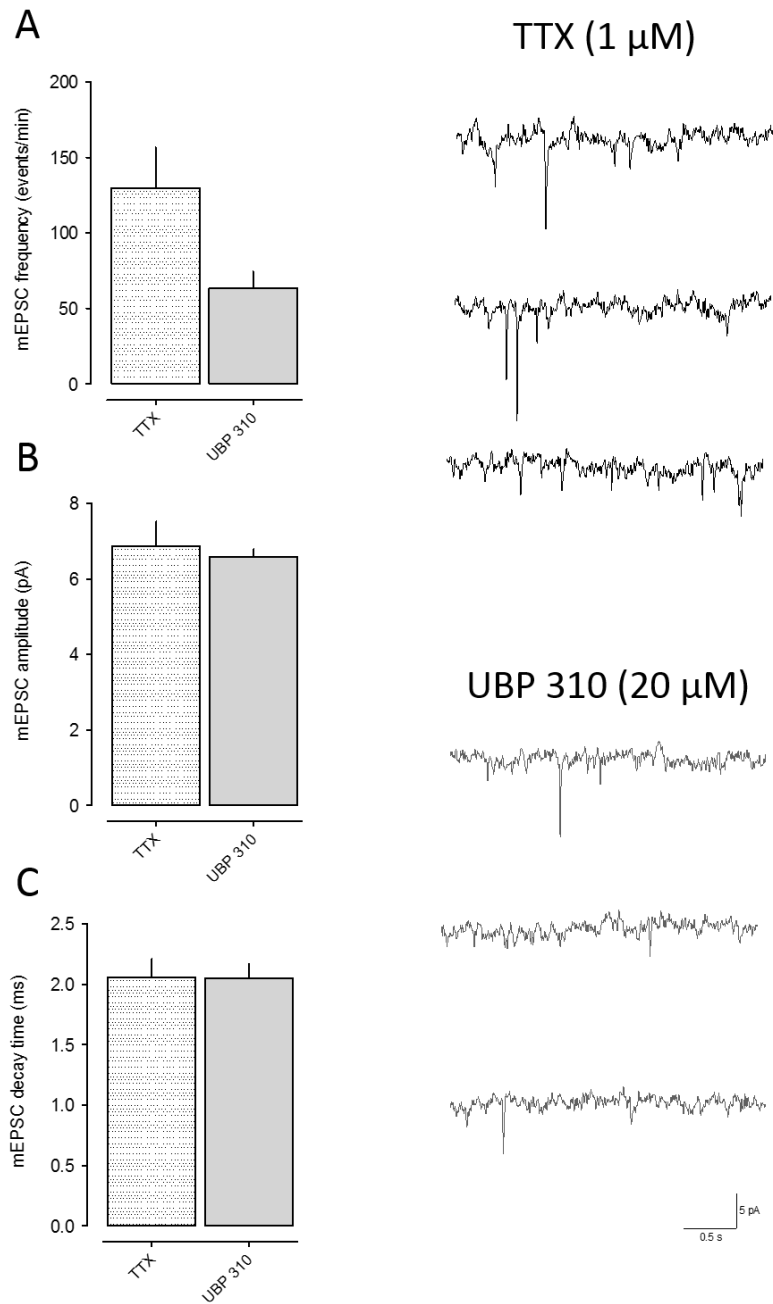 A
mEPSC frequency (events/min)
200
150
100
50
0
TTX
UBP 310
B
mEPSC amplitude (pA)
8
6
4
2
0
TTX
UBP 310
C
mEPSC decay time (ms)
2.5
2.0
1.5
1.0
0.5
0.0
TTX
UBP 310
TTX (1 µM)
UBP 310 (20 µM)
5 pA
0.5 s